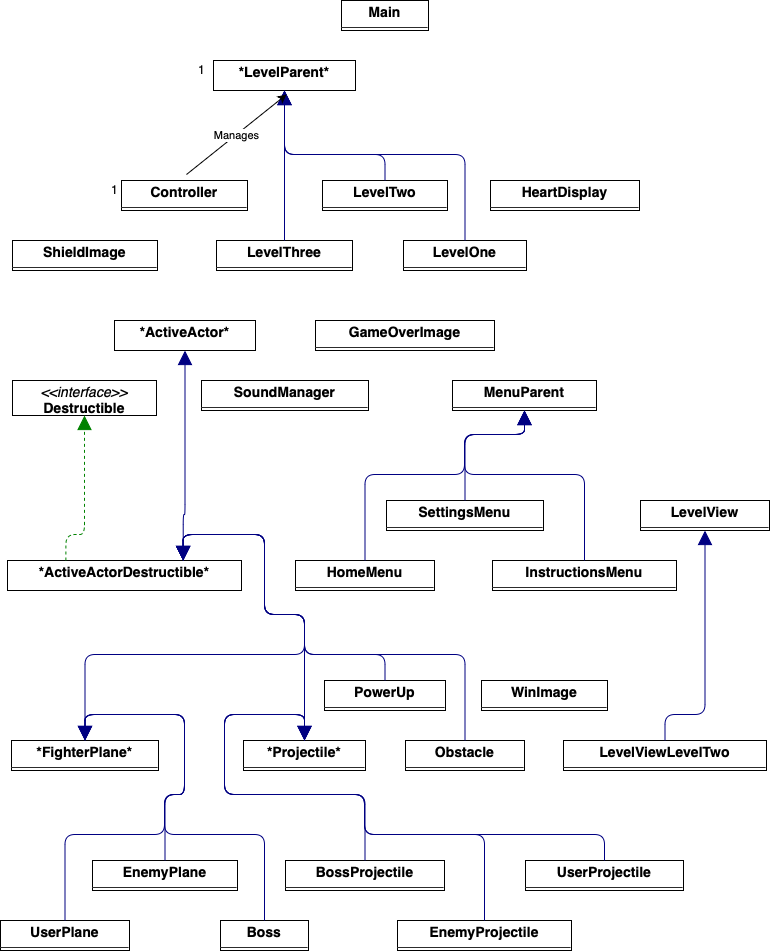 Main
1
*LevelParent*
Manages
1
Controller
LevelTwo
HeartDisplay
ShieldImage
LevelThree
LevelOne
*ActiveActor*
GameOverImage
<<interface>>
Destructible
SoundManager
MenuParent
SettingsMenu
LevelView
*ActiveActorDestructible*
HomeMenu
InstructionsMenu
PowerUp
WinImage
*FighterPlane*
*Projectile*
Obstacle
LevelViewLevelTwo
EnemyPlane
BossProjectile
UserProjectile
UserPlane
Boss
EnemyProjectile